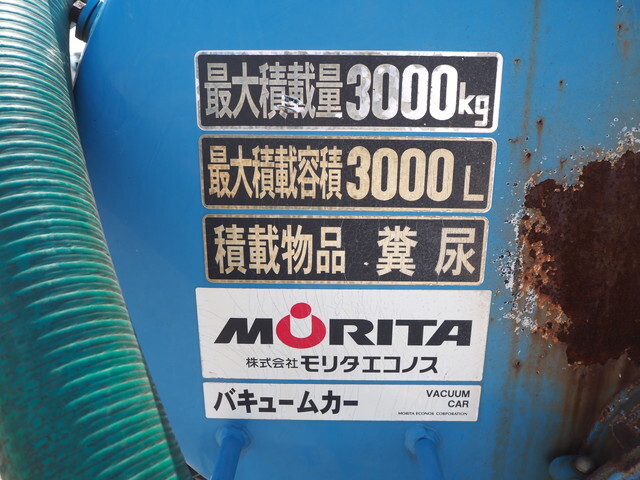 最大積載量3000kg
最大積載容積3000L
積載物品 糞尿
MORITA
株式会社モリタエコノス
バキュームカー
VACUUM
CAR
MORITA ECONOS CORPORATION